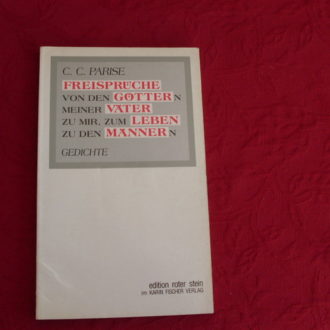 C. C. PARISE
FREISPRÜCHE
VON DEN GÖTTERN
MEINER VÄTER
ZU MIR, ZUM LEBEN
ZU DEN MÄNNERN
GEDICHTE
edition roter stein
im KARIN FISCHER VERLAG